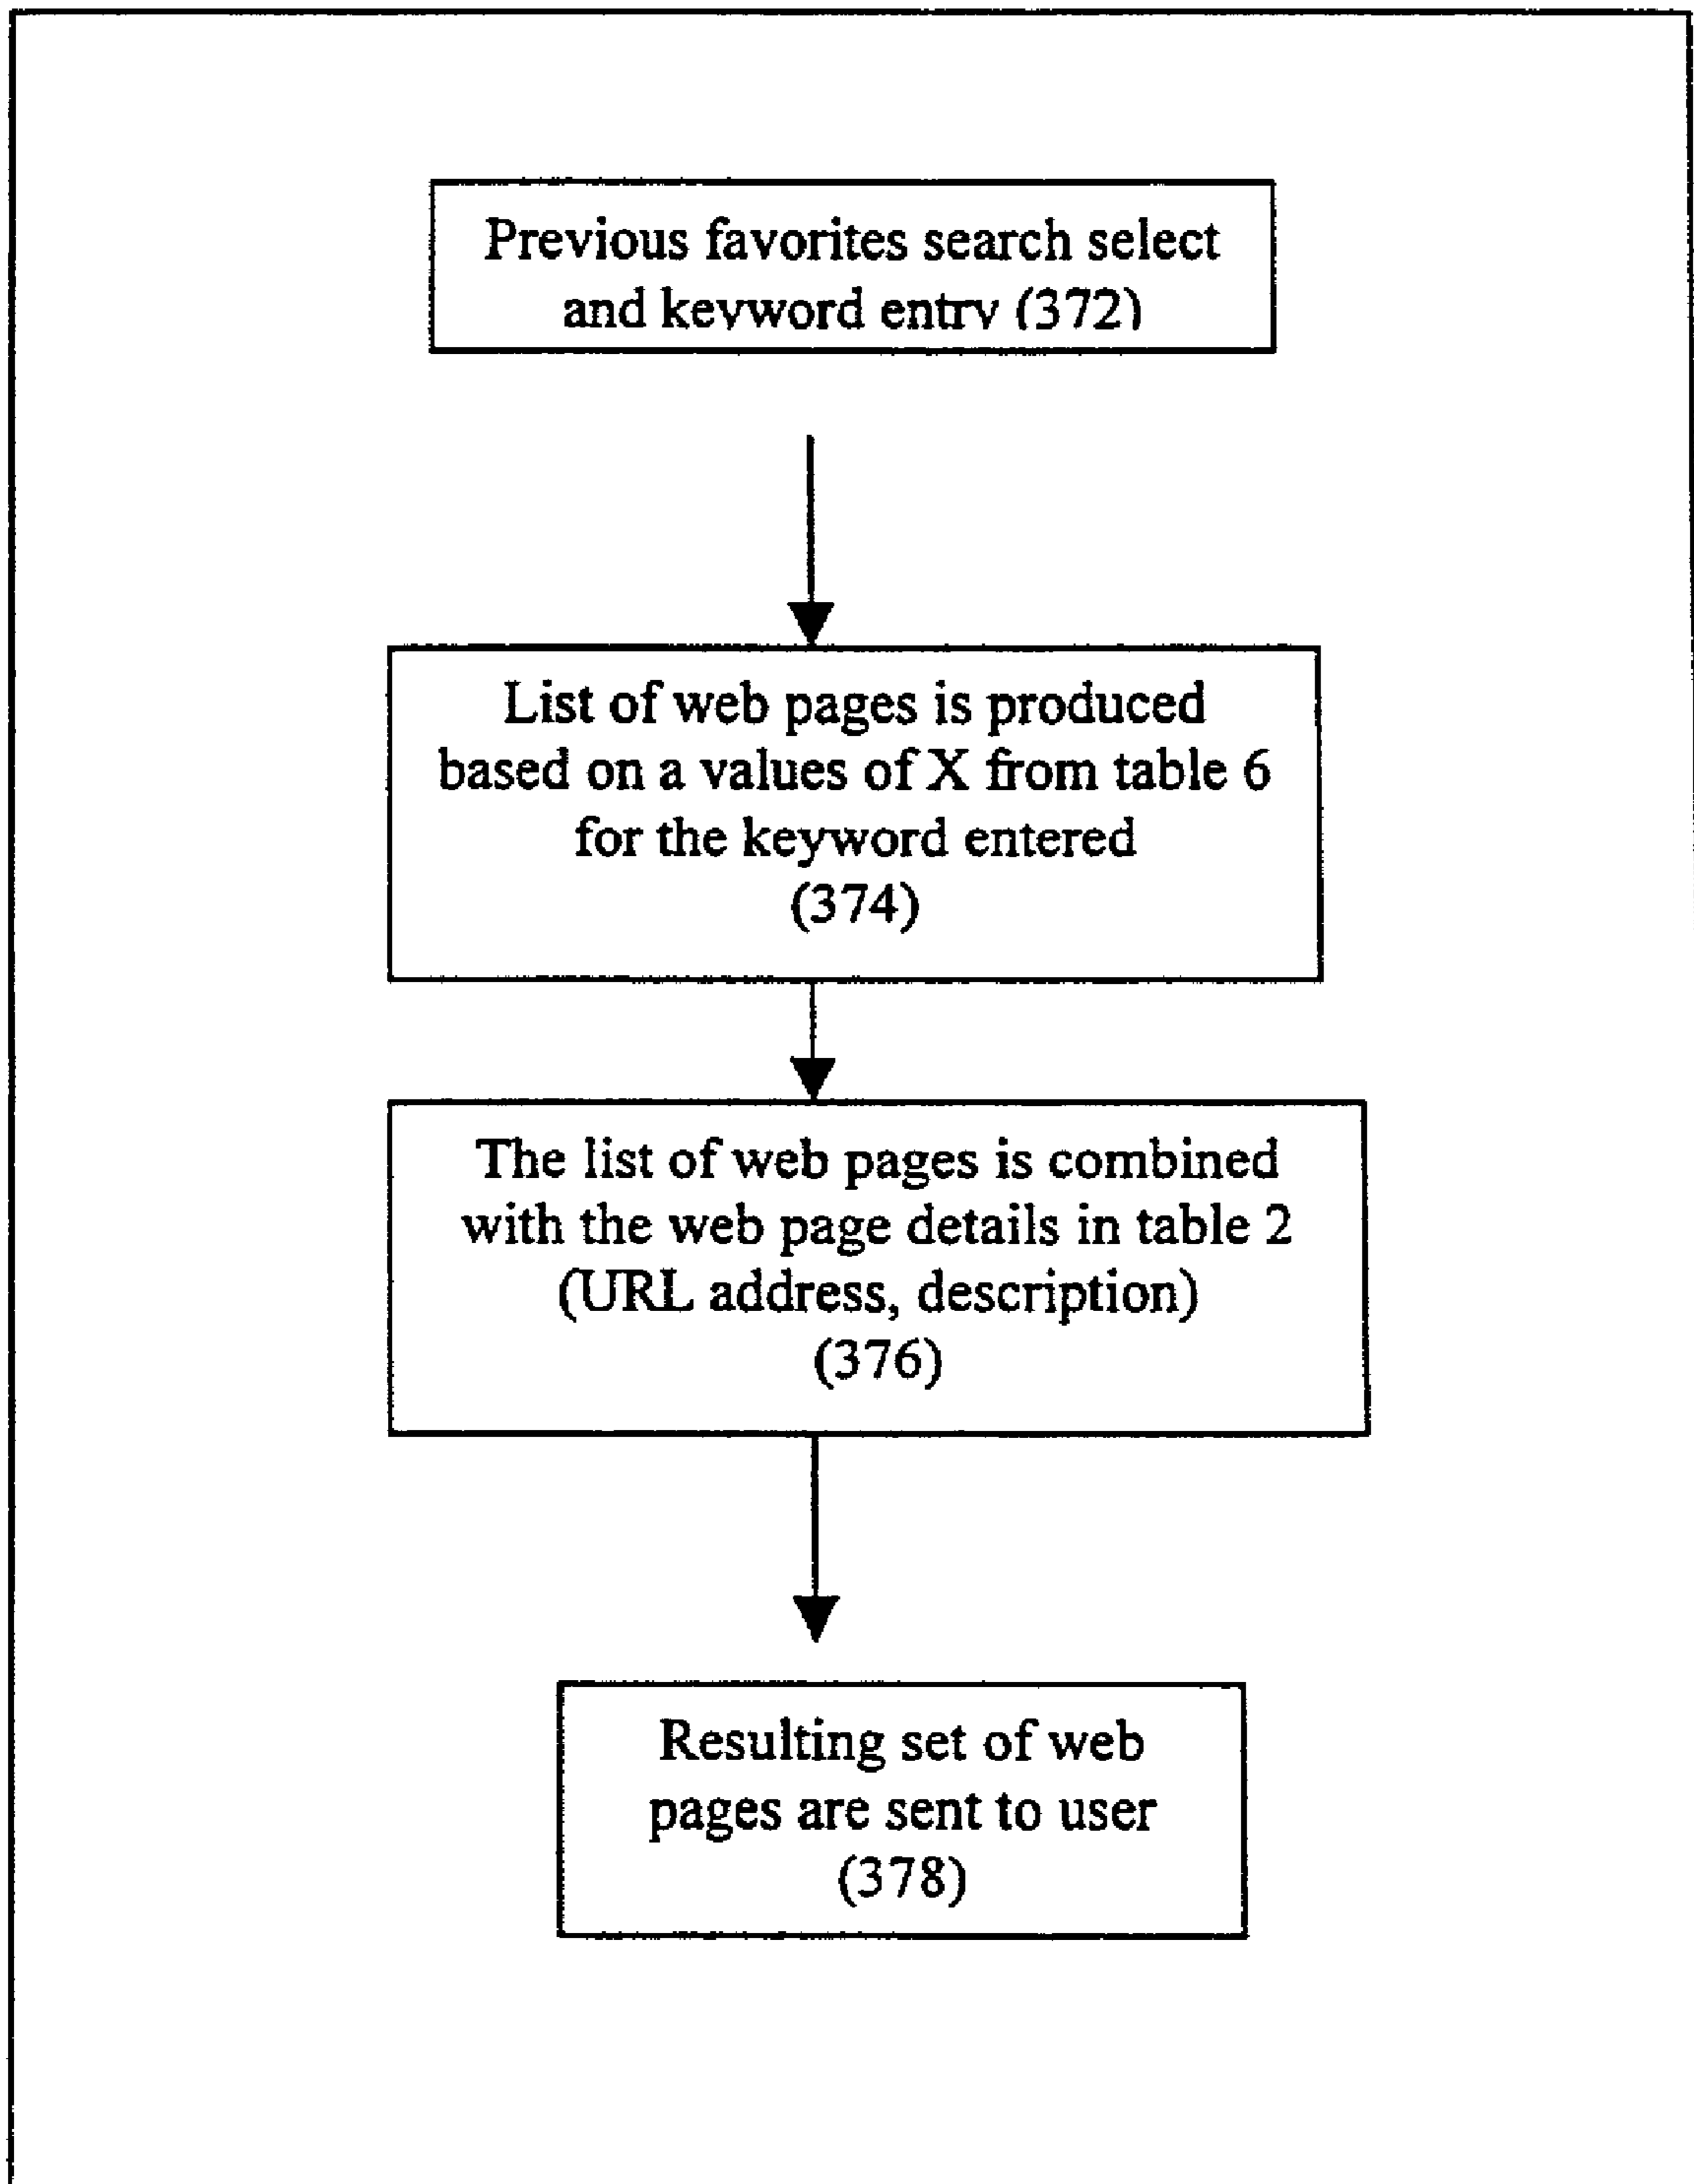 Previous favorites search select
and keyword entry (372)
List of web pages is produced
based on a values of X from table 6
for the keyword entered
(374)
The list of web pages is combined
with the web page details in table 2
(URL address, description)
(376)
Resulting set of web
pages are sent to user
(378)